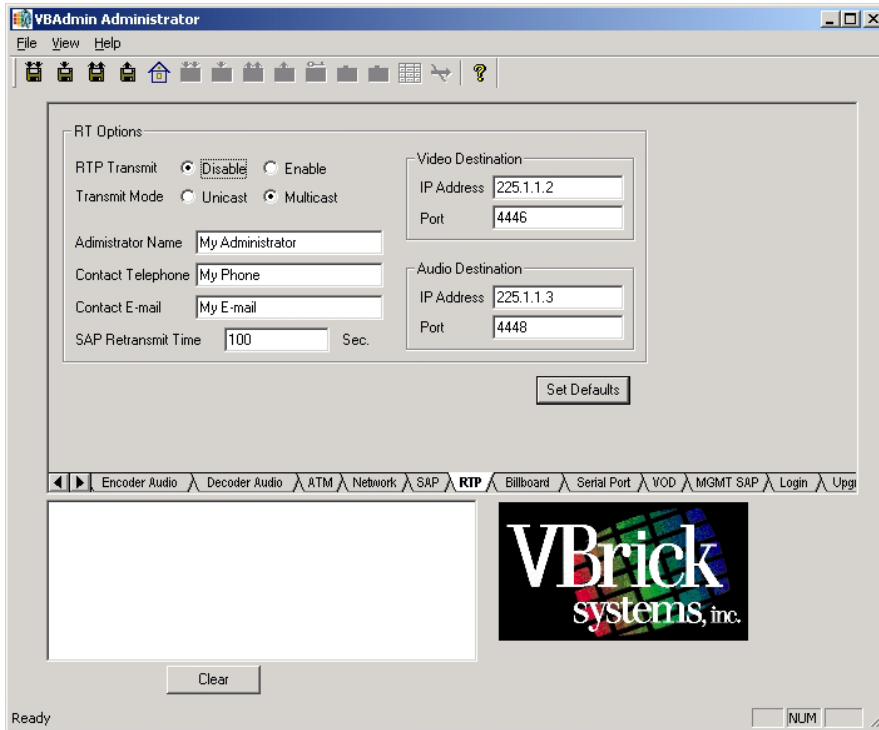 VBAdmin Administrator
File View Help
RT Options
RTP Transmit Disable Enable
Transmit Mode Unicast Multicast
Adimistrator Name My Administrator
Contact Telephone My Phone
Contact E-mail My E-mail
SAP Retransmit Time 100 Sec.
Video Destination
IP Address 225.1.1.2
Port 4446
Audio Destination
IP Address 225.1.1.3
Port 4448
Set Defaults
Encoder Audio Decoder Audio ATM Network SAP RTP Billboard Serial Port VOD MGMT SAP Login Upgr
VBrick
systems, inc.
Clear
Ready NUM